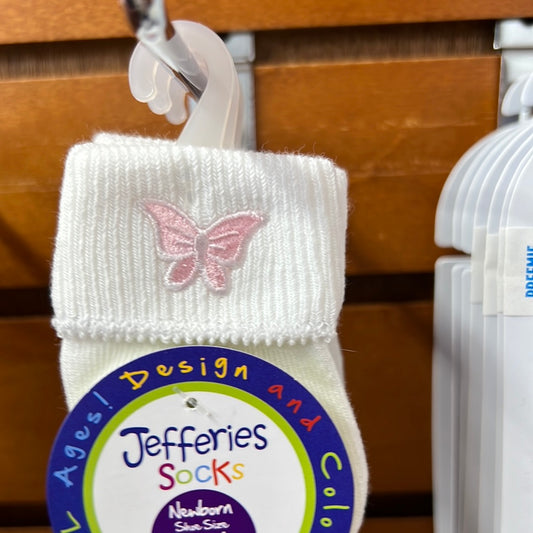 L Ages! Design and Colo
Jefferies
Socks
Newborn
Shoe Size
PREEMIE